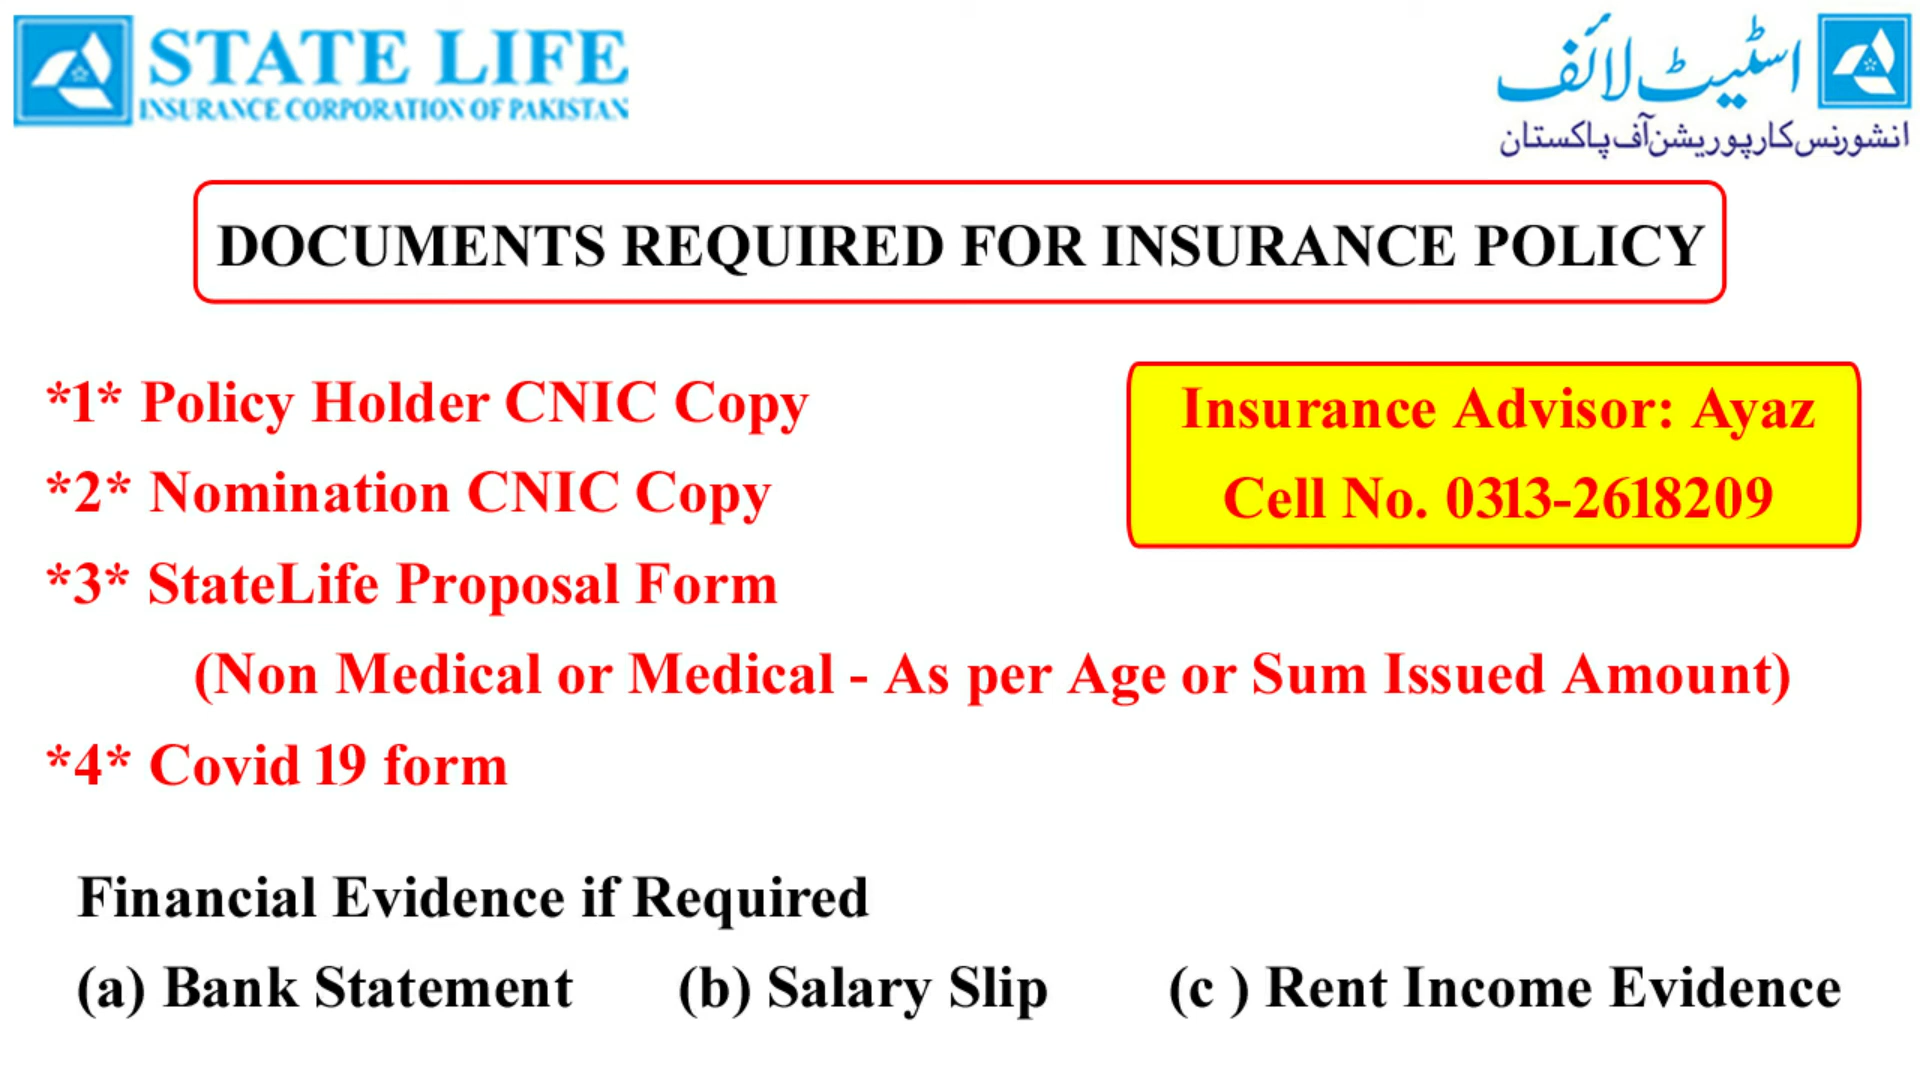 STATE LIFE
INSURANCE CORPORATION OF PAKISTAN
اسٹیٹ لائف
انشورنس کارپوریشن آف پاکستان
DOCUMENTS REQUIRED FOR INSURANCE POLICY
*1* Policy Holder CNIC Copy
*2* Nomination CNIC Copy
*3* StateLife Proposal Form
(Non Medical or Medical - As per Age or Sum Issued Amount)
*4* Covid 19 form
Insurance Advisor: Ayaz
Cell No. 0313-2618209
Financial Evidence if Required
(a) Bank Statement (b) Salary Slip (c ) Rent Income Evidence